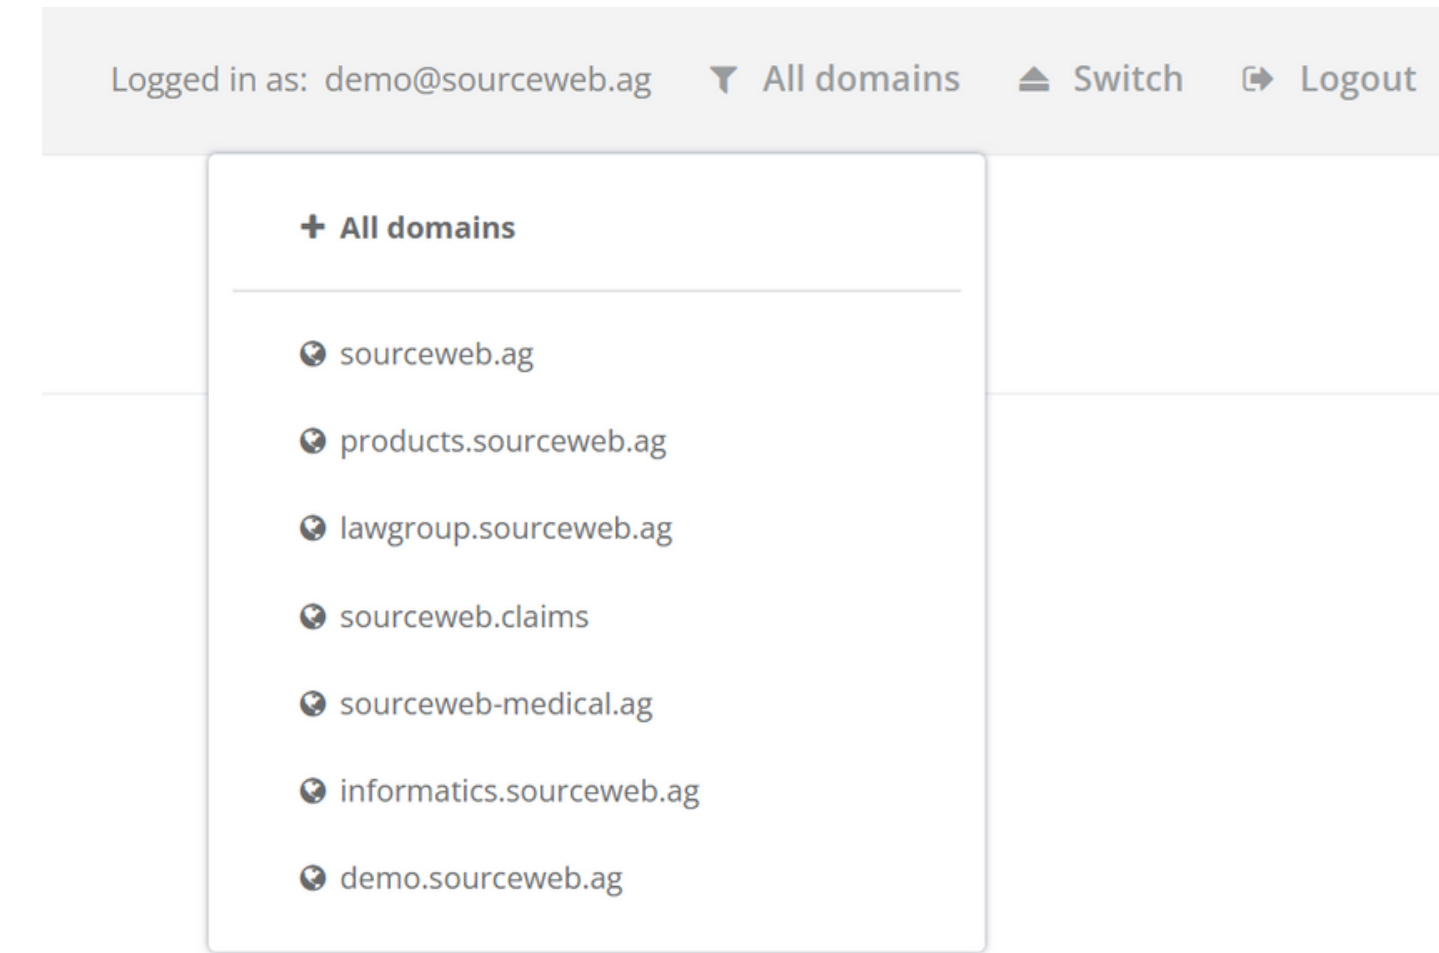 Logged in as: demo@sourceweb.ag All domains Switch Logout
All domains
sourceweb.ag
products.sourceweb.ag
lawgroup.sourceweb.ag
sourceweb.claims
sourceweb-medical.ag
informatics.sourceweb.ag
demo.sourceweb.ag